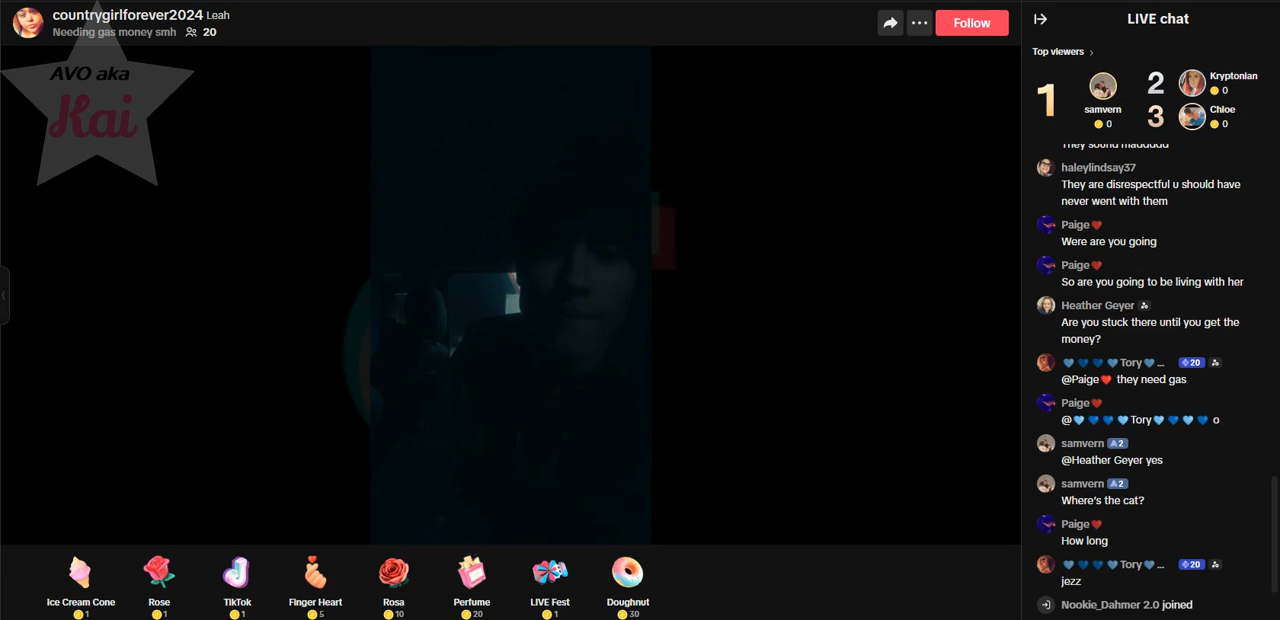 countrygirlforever2024 Leah
Needing gas money smh 20
Follow
AVO aka
Kai
LIVE chat
Top viewers
1
samvern
0
2
Kryptonian
0
3
Chloe
0
They sound madddd
haleylindsay37
They are disrespectful u should have
never went with them
Paige❤️
Were are you going
Paige❤️
So are you going to be living with her
Heather Geyer
Are you stuck there until you get the
money?
💙💙💙💙Tory💙 ... 20
@Paige❤️ they need gas
Paige❤️
@💙💙💙💙Tory💙💙💙💙 o
samvern 2
@Heather Geyer yes
samvern 2
Where's the cat?
Paige❤️
How long
💙💙💙💙Tory💙 ... 20
jezz
Nookie_Dahmer 2.0 joined
Ice Cream Cone
1
Rose
1
TikTok
1
Finger Heart
5
Rosa
10
Perfume
20
LIVE Fest
1
Doughnut
30